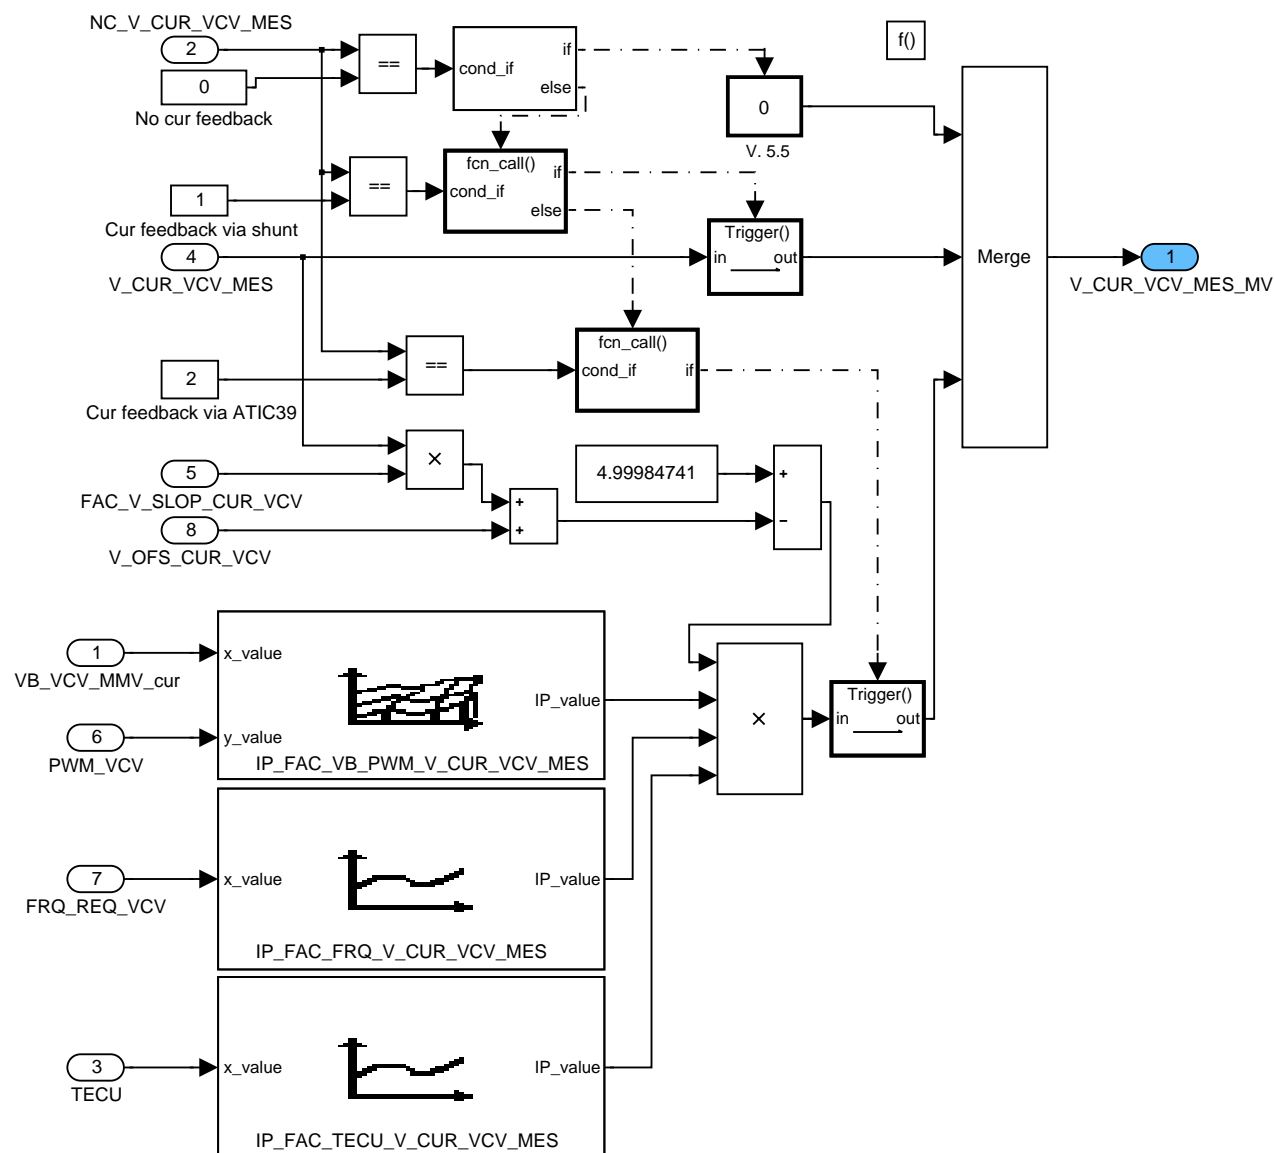 NC_V_CUR_VCV_MES
2
0
No cur feedback
==
cond_if
if
else
f()
0
V. 5.5
fcn_call()
cond_if
if
else
==
1
Cur feedback via shunt
4
V_CUR_VCV_MES
Trigger()
in
out
Merge
1
V_CUR_VCV_MES_MV
==
fcn_call()
cond_if
if
2
Cur feedback via ATIC39
×
5
FAC_V_SLOP_CUR_VCV
+
+
8
V_OFS_CUR_VCV
4.99984741
+
−
1
VB_VCV_MMV_cur
6
PWM_VCV
x_value
y_value
IP_value
IP_FAC_VB_PWM_V_CUR_VCV_MES
×
Trigger()
in
out
7
FRQ_REQ_VCV
x_value
IP_value
IP_FAC_FRQ_V_CUR_VCV_MES
3
TECU
x_value
IP_value
IP_FAC_TECU_V_CUR_VCV_MES